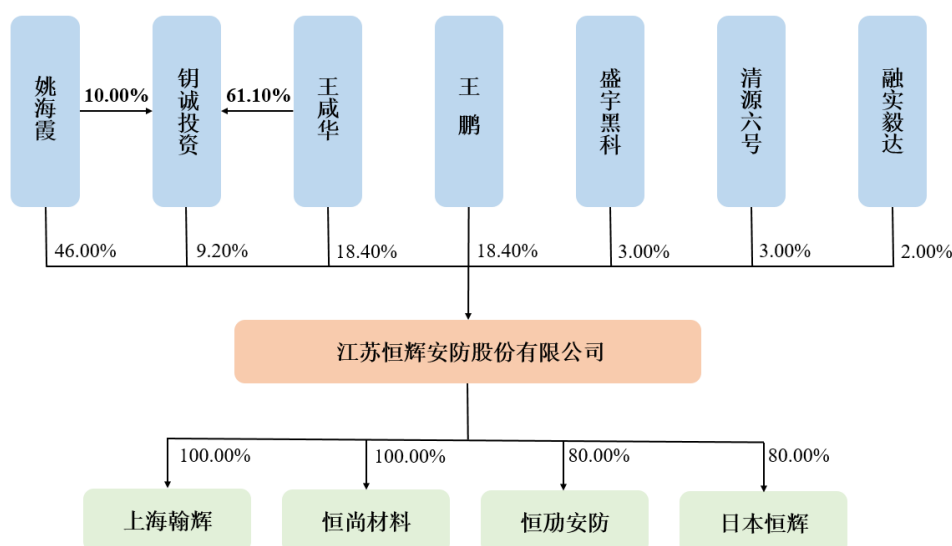 姚海霞
10.00%
钥诚投资
61.10%
王咸华
王 鹏
盛宇黑科
清源六号
融实毅达
46.00%
9.20%
18.40%
18.40%
3.00%
3.00%
2.00%
江苏恒辉安防股份有限公司
100.00%
100.00%
80.00%
80.00%
上海翰辉
恒尚材料
恒劢安防
日本恒辉